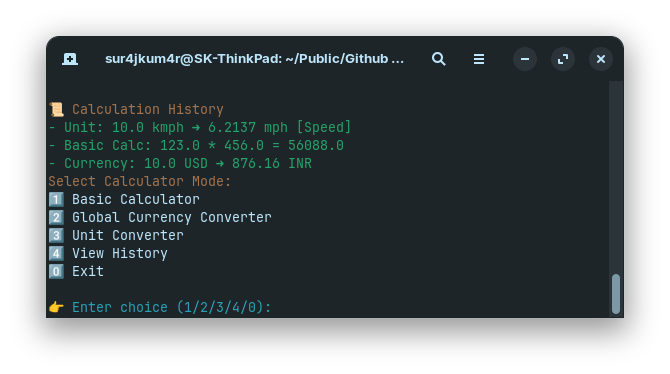 sur4jkum4r@SK-ThinkPad: ~/Public/Github ...
📜 Calculation History
- Unit: 10.0 kmph → 6.2137 mph [Speed]
- Basic Calc: 123.0 * 456.0 = 56088.0
- Currency: 10.0 USD → 876.16 INR
Select Calculator Mode:
1️⃣ Basic Calculator
2️⃣ Global Currency Converter
3️⃣ Unit Converter
4️⃣ View History
0️⃣ Exit
👉 Enter choice (1/2/3/4/0):